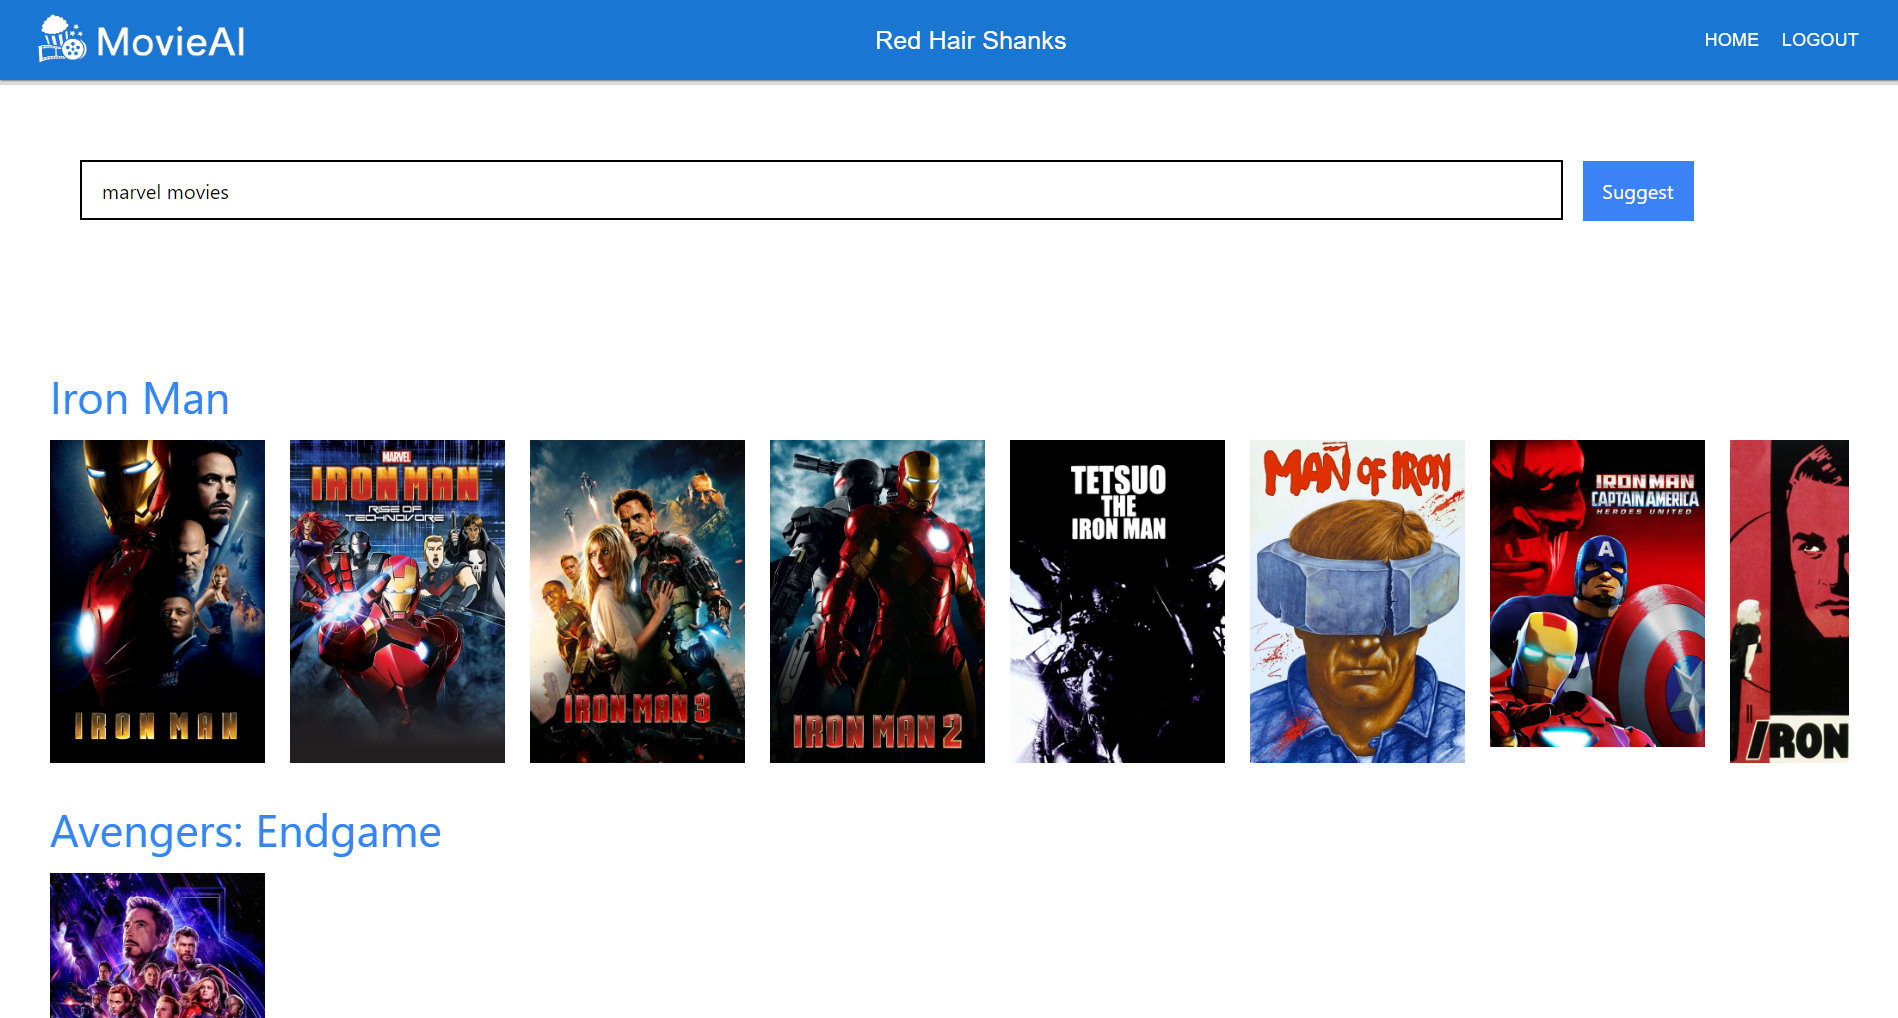 MovieAI
Red Hair Shanks
HOME LOGOUT
marvel movies
Suggest
Iron Man
IRON MAN
MARVEL
IRON MAN
RISE OF
TECHNOVORE
IRON MAN 3
IRON MAN 2
TETSUO
THE
IRON MAN
MAN OF IRON
IRON MAN
CAPTAIN AMERICA
HEROES UNITED
A
IRON
Avengers: Endgame